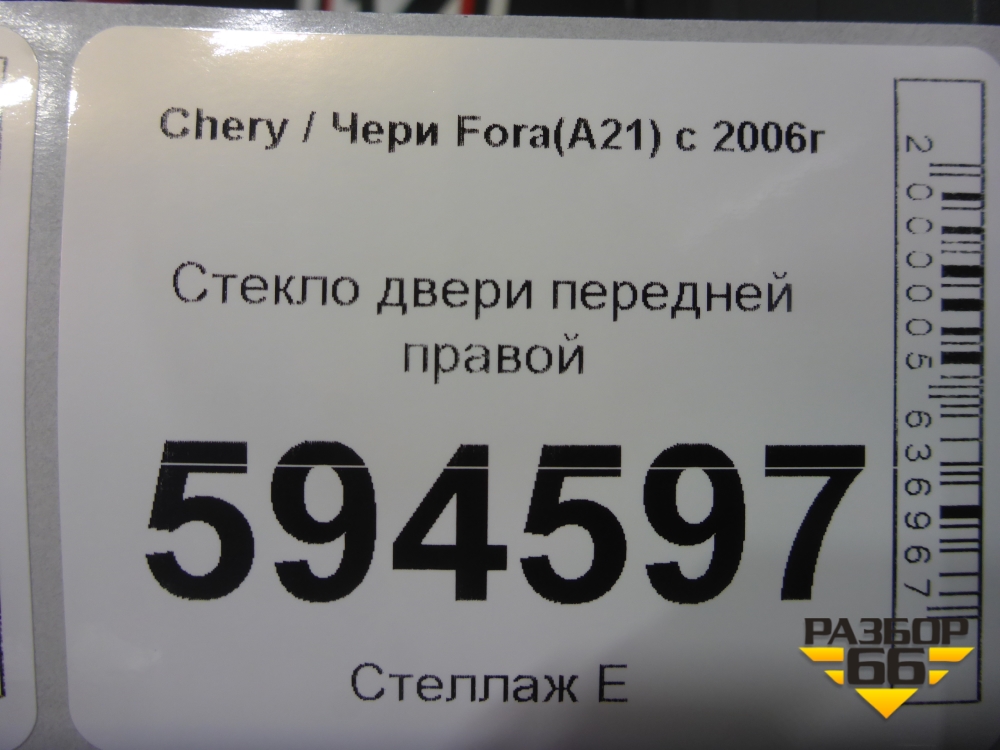 Chery / Чери Fora(A21) с 2006г
Стекло двери передней
правой
594597
Стеллаж Е
2000005636967
РАЗБОР
66